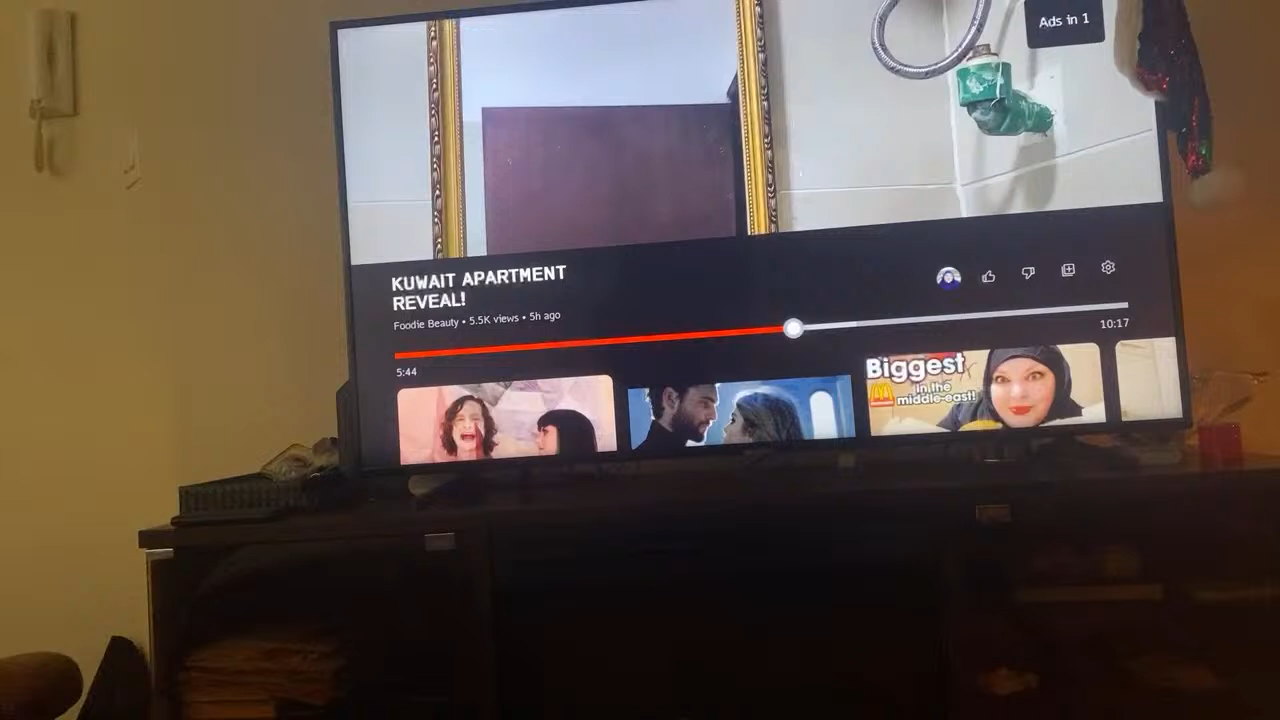 Ads in 1
KUWAIT APARTMENT
REVEAL!
Foodie Beauty • 5.5K views • 5h ago
10:17
5:44
Biggest
in the
middle-east!